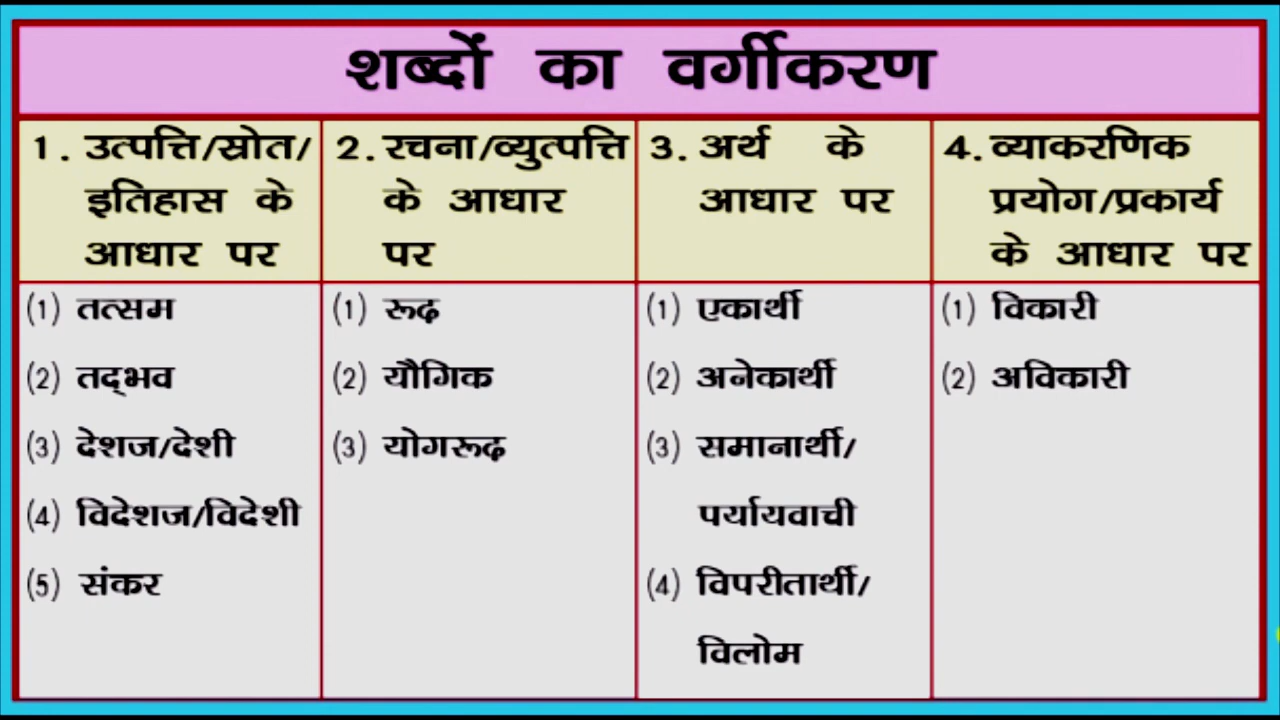 शब्दों का वर्गीकरण
1. उत्पत्ति/स्रोत/
इतिहास के
आधार पर
2. रचना/व्युत्पत्ति
के आधार
पर
3. अर्थ के
आधार पर
4. व्याकरणिक
प्रयोग/प्रकार्य
के आधार पर
(1) तत्सम
(2) तद्भव
(3) देशज/देशी
(4) विदेशज/विदेशी
(5) संकर
(1) रूढ़
(2) यौगिक
(3) योगरूढ़
(1) एकार्थी
(2) अनेकार्थी
(3) समानार्थी/
पर्यायवाची
(4) विपरीतार्थी/
विलोम
(1) विकारी
(2) अविकारी